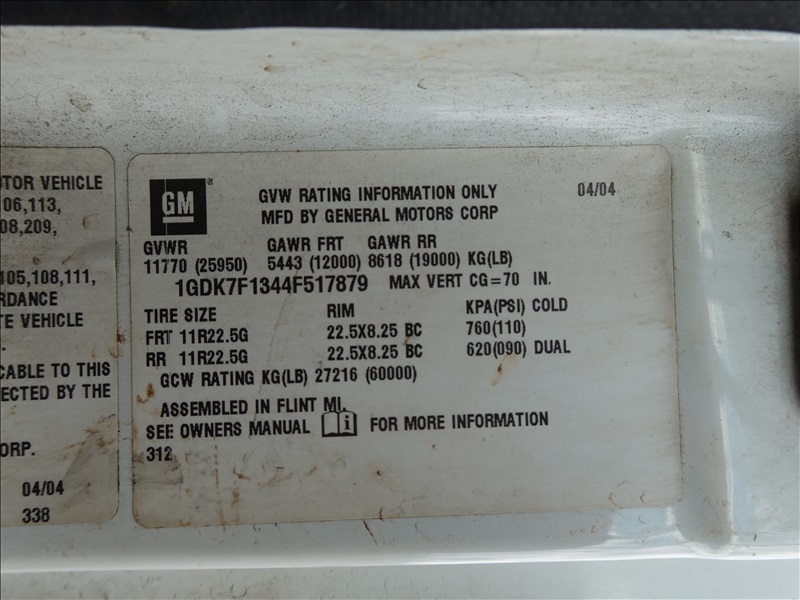 TOR VEHICLE
06,113,
08,209,
105,108,111,
RDANCE
E VEHICLE
CABLE TO THIS
ECTED BY THE
ORP.
04/04
338
GM ®
GVW RATING INFORMATION ONLY 04/04
MFD BY GENERAL MOTORS CORP
GVWR GAWR FRT GAWR RR
11770 (25950) 5443 (12000) 8618 (19000) KG(LB)
1GDK7F1344F517879 MAX VERT CG=70 IN.
TIRE SIZE RIM KPA(PSI) COLD
FRT 11R22.5G 22.5X8.25 BC 760(110)
RR 11R22.5G 22.5X8.25 BC 620(090) DUAL
GCW RATING KG(LB) 27216 (60000)
ASSEMBLED IN FLINT MI.
SEE OWNERS MANUAL i FOR MORE INFORMATION
312